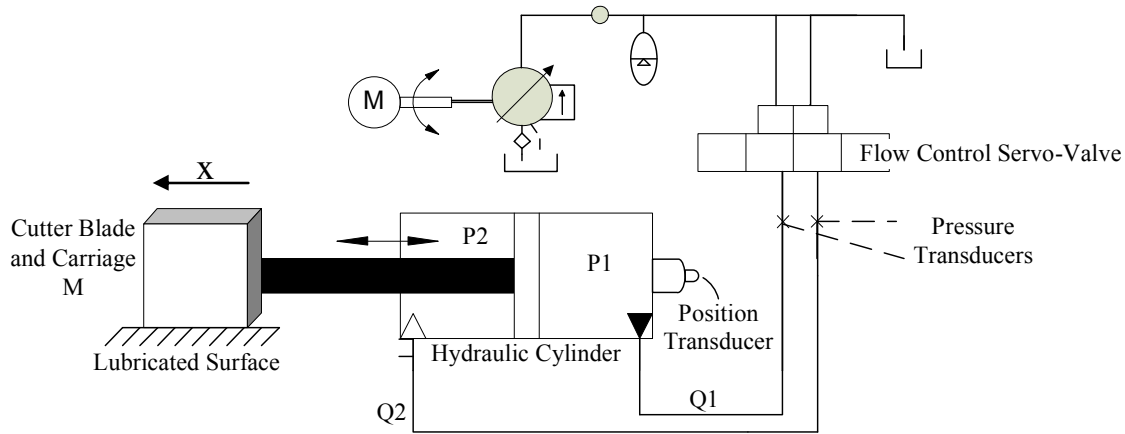 M
Flow Control Servo-Valve
X
Cutter Blade
and Carriage
M
P2
P1
Pressure
Transducers
Position
Transducer
Lubricated Surface
Hydraulic Cylinder
Q2
Q1